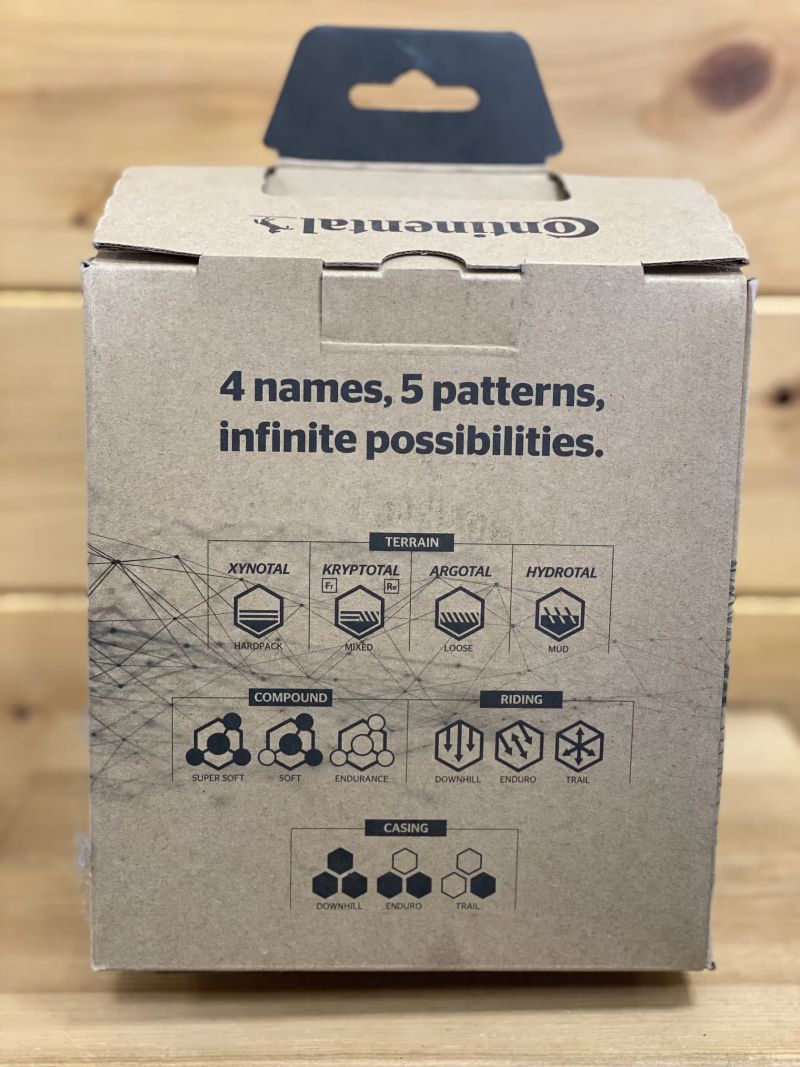 Continental
4 names, 5 patterns,
infinite possibilities.
TERRAIN
XYNOTAL KRYPTOTAL ARGOTAL HYDROTAL
Fr Re
HARDPACK MIXED LOOSE MUD
COMPOUND RIDING
SUPER SOFT SOFT ENDURANCE DOWNHILL ENDURO TRAIL
CASING
DOWNHILL ENDURO TRAIL